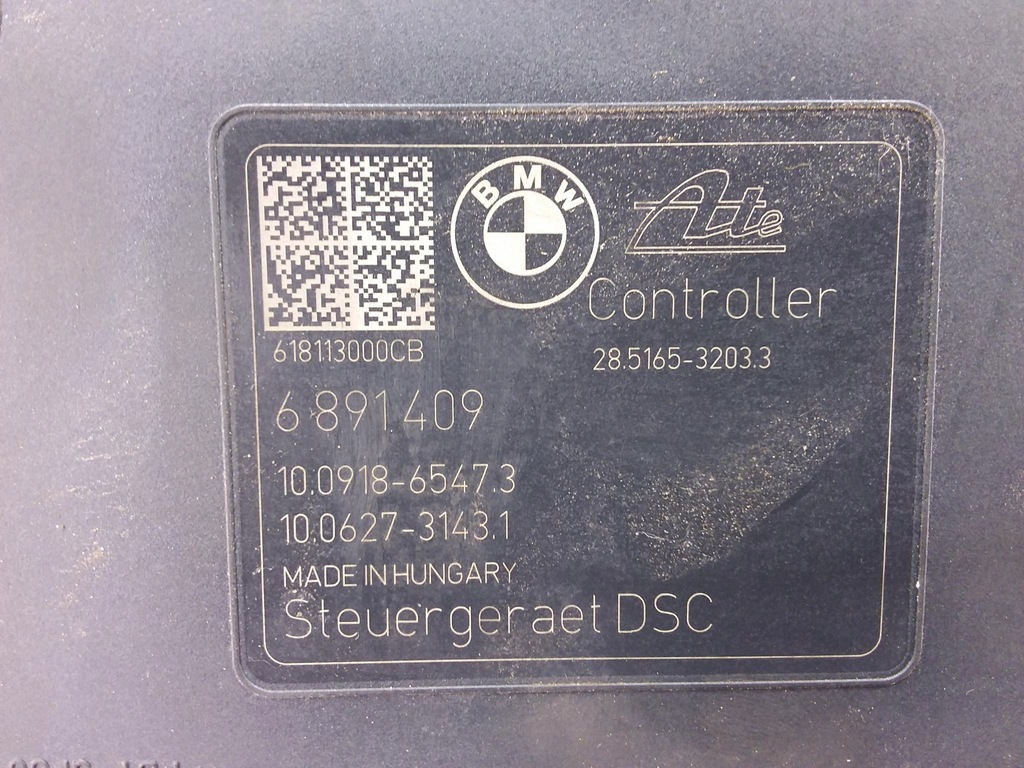 BMW
Ate
Controller
618113000CB
28.5165-3203.3
6 891 409
10.0918-6547.3
10.0627-3143.1
MADE IN HUNGARY
Steuergeraet DSC